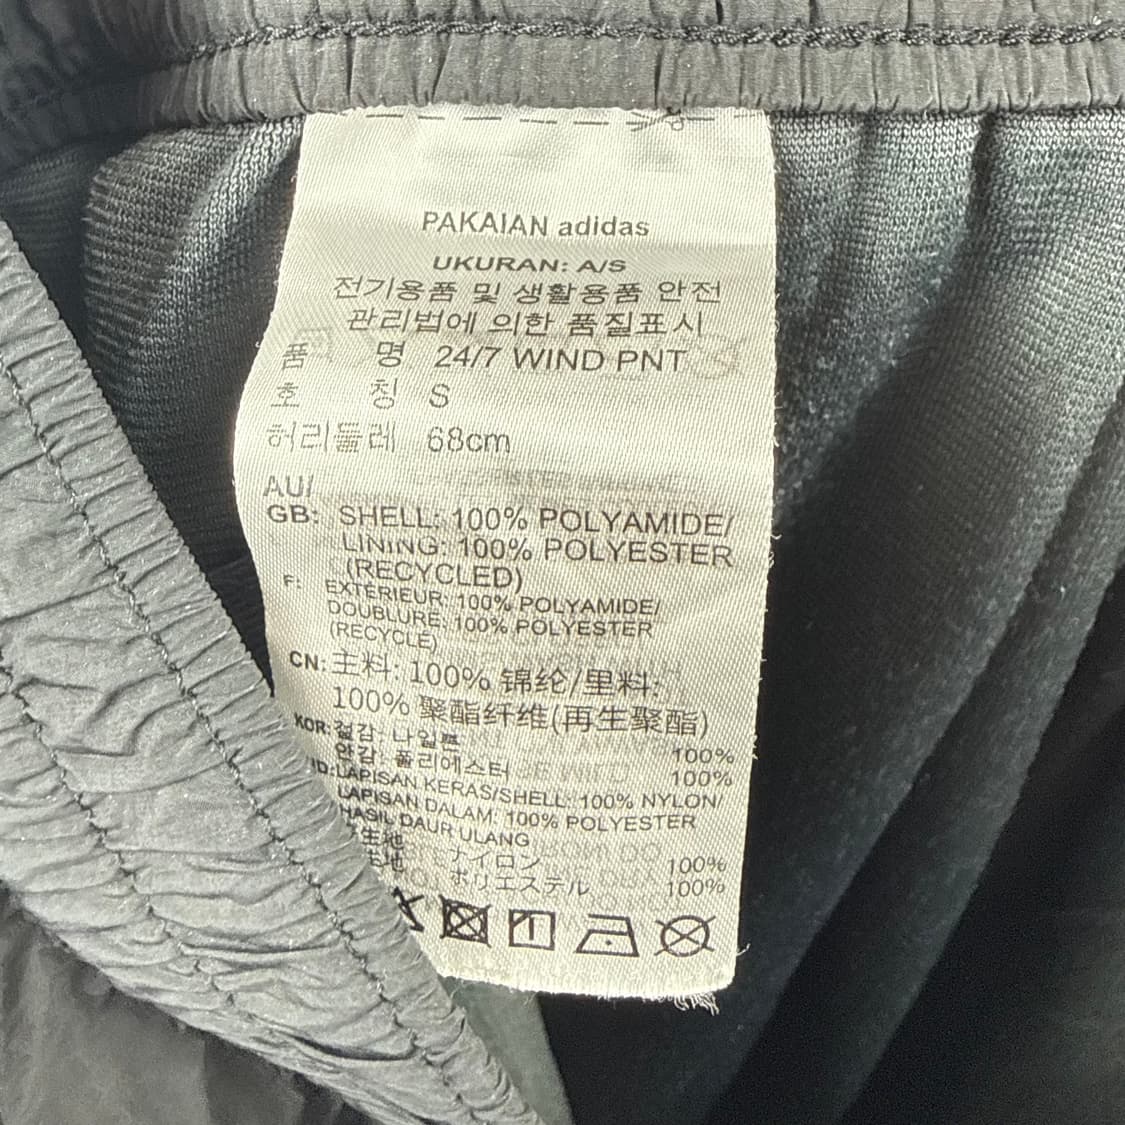 PAKAIAN adidas
UKURAN: A/S
전기용품 및 생활용품 안전
관리법에 의한 품질표시
품 명 24/7 WIND PNT
호 칭 S
허리둘레 68cm
AU/
GB: SHELL: 100% POLYAMIDE/
LINING: 100% POLYESTER
(RECYCLED)
F: EXTÉRIEUR: 100% POLYAMIDE/
DOUBLURE: 100% POLYESTER
(RECYCLÉ)
CN: 主料: 100% 锦纶/里料:
100% 聚酯纤维(再生聚酯)
KOR: 겉감: 나일론 100%
안감: 폴리에스터 100%
ID: LAPISAN KERAS/SHELL: 100% NYLON/
LAPISAN DALAM: 100% POLYESTER
HASIL DAUR ULANG
生地 ナイロン 100%
生地 ポリエステル 100%